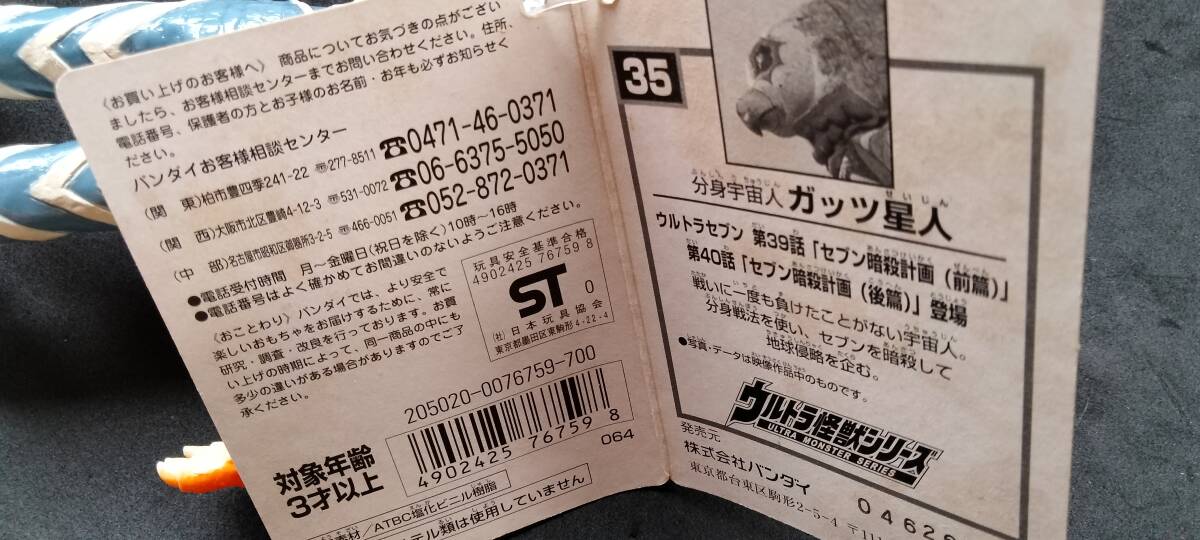 〈お買い上げのお客様へ〉 商品についてお気づきの点がござい
ましたら、お客様相談センターまでお問い合わせください。住所、
電話番号、保護者の方とお子様のお名前・お年も必ずお知らせく
ださい。
バンダイお客様相談センター
(関 東)柏市豊四季241-22 〒277-8511 ☎0471-46-0371
(関 西)大阪市北区豊崎4-12-3 〒531-0072 ☎06-6375-5050
(中 部)名古屋市昭和区御器所3-2-5 〒466-0051 ☎052-872-0371
●電話受付時間 月〜金曜日(祝日を除く)10時〜16時
●電話番号はよく確かめてお間違いのないようご注意ください。
〈おことわり〉バンダイでは、より安全で
楽しいおもちゃをお届けするために、常に
研究・調査・改良を行っております。お買
い上げの時期によって、同一商品の中にも
多少の違いがある場合がありますのでご了
承ください。
玩具安全基準合格
4902425 76759 8
ST
0
(社)日本玩具協会
東京都墨田区東駒形4-22-4
205020-0076759-700
4902425 767598
064
対象年齢
3才以上
素材/ATBC塩化ビニル樹脂
テル類は使用していません
35
分身宇宙人 ガッツ星人
ウルトラセブン 第39話「セブン暗殺計画(前篇)」
第40話「セブン暗殺計画(後篇)」登場
戦いに一度も負けたことがない宇宙人。
分身戦法を使い、セブンを暗殺して
地球侵略を企む。
●写真・データは映像作品中のものです。
ウルトラ怪獣シリーズ
ULTRA MONSTER SERIES
発売元
株式会社バンダイ
東京都台東区駒形2-5-4 〒111
04626